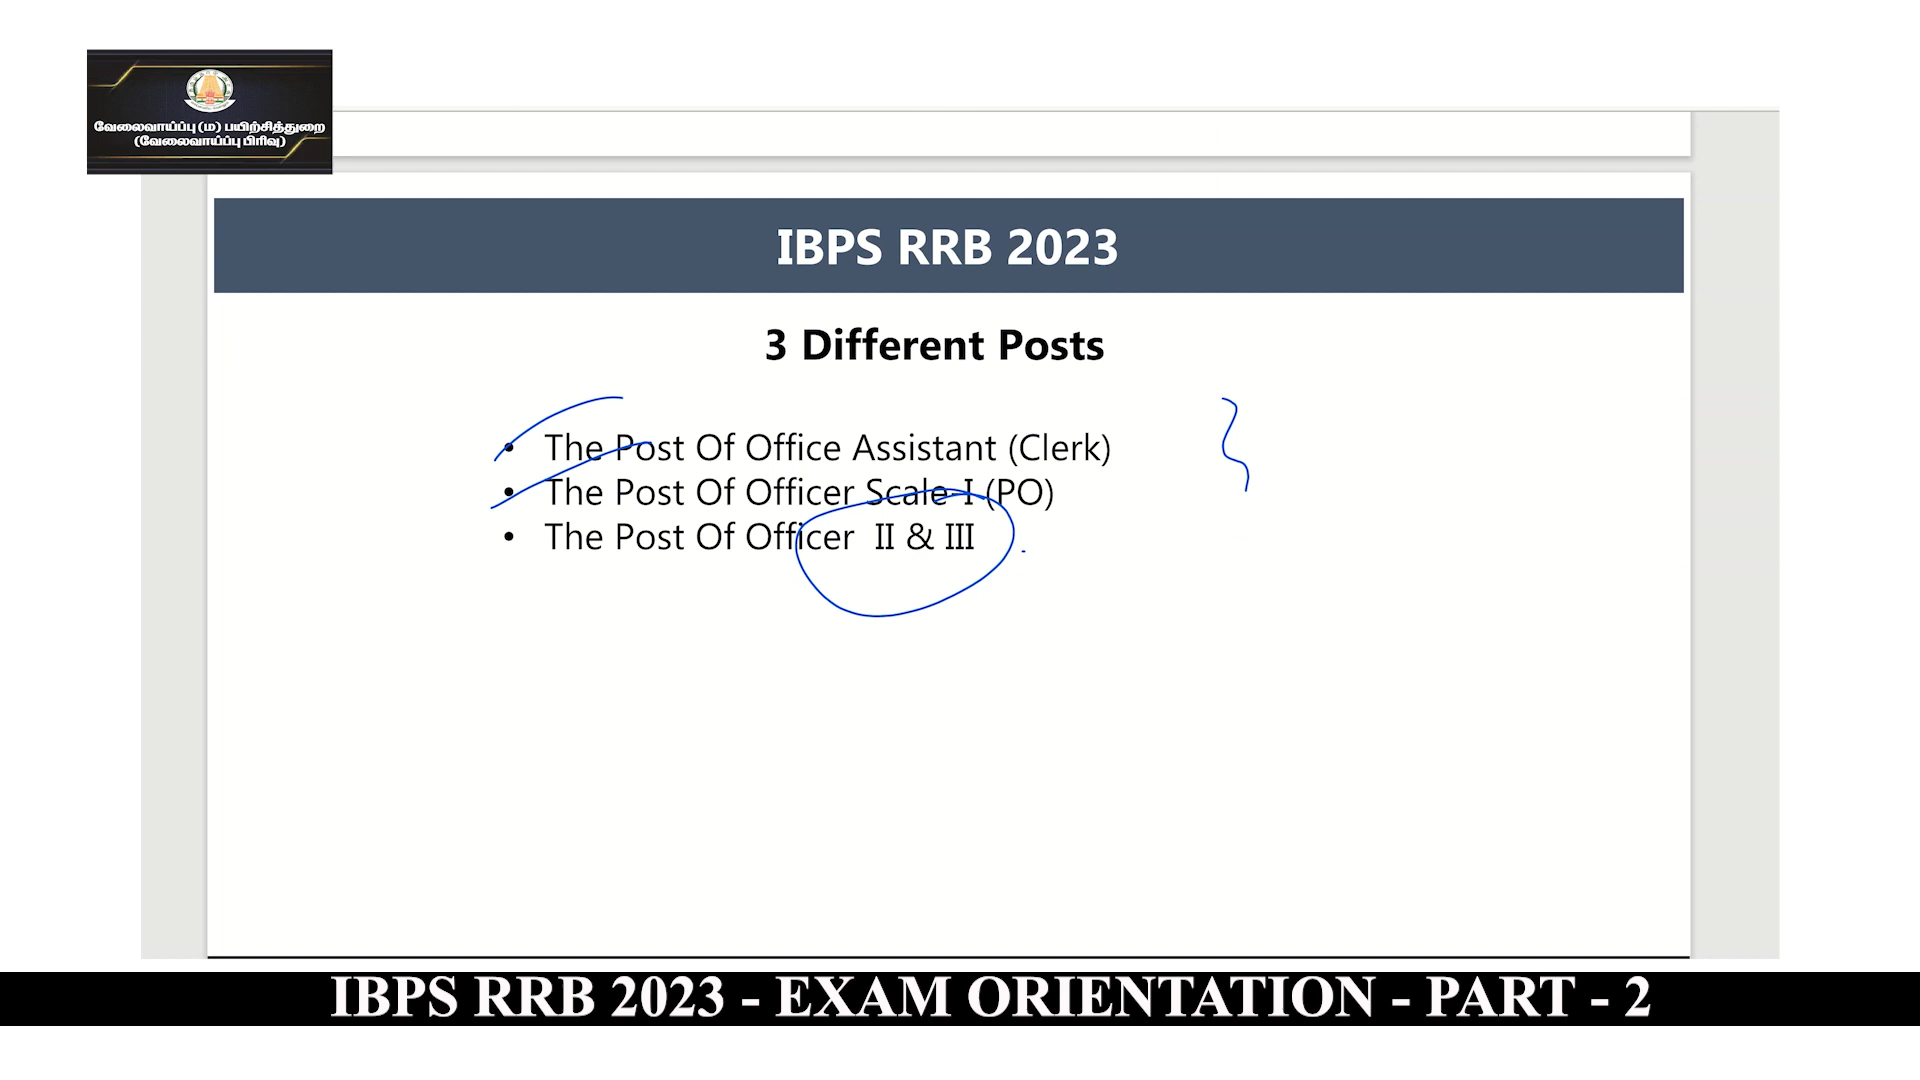 வேலைவாய்ப்பு (ம) பயிற்சித்துறை
(வேலைவாய்ப்பு பிரிவு)
IBPS RRB 2023
3 Different Posts
• The Post Of Office Assistant (Clerk)
• The Post Of Officer Scale-I (PO)
• The Post Of Officer II & III
IBPS RRB 2023 - EXAM ORIENTATION - PART - 2